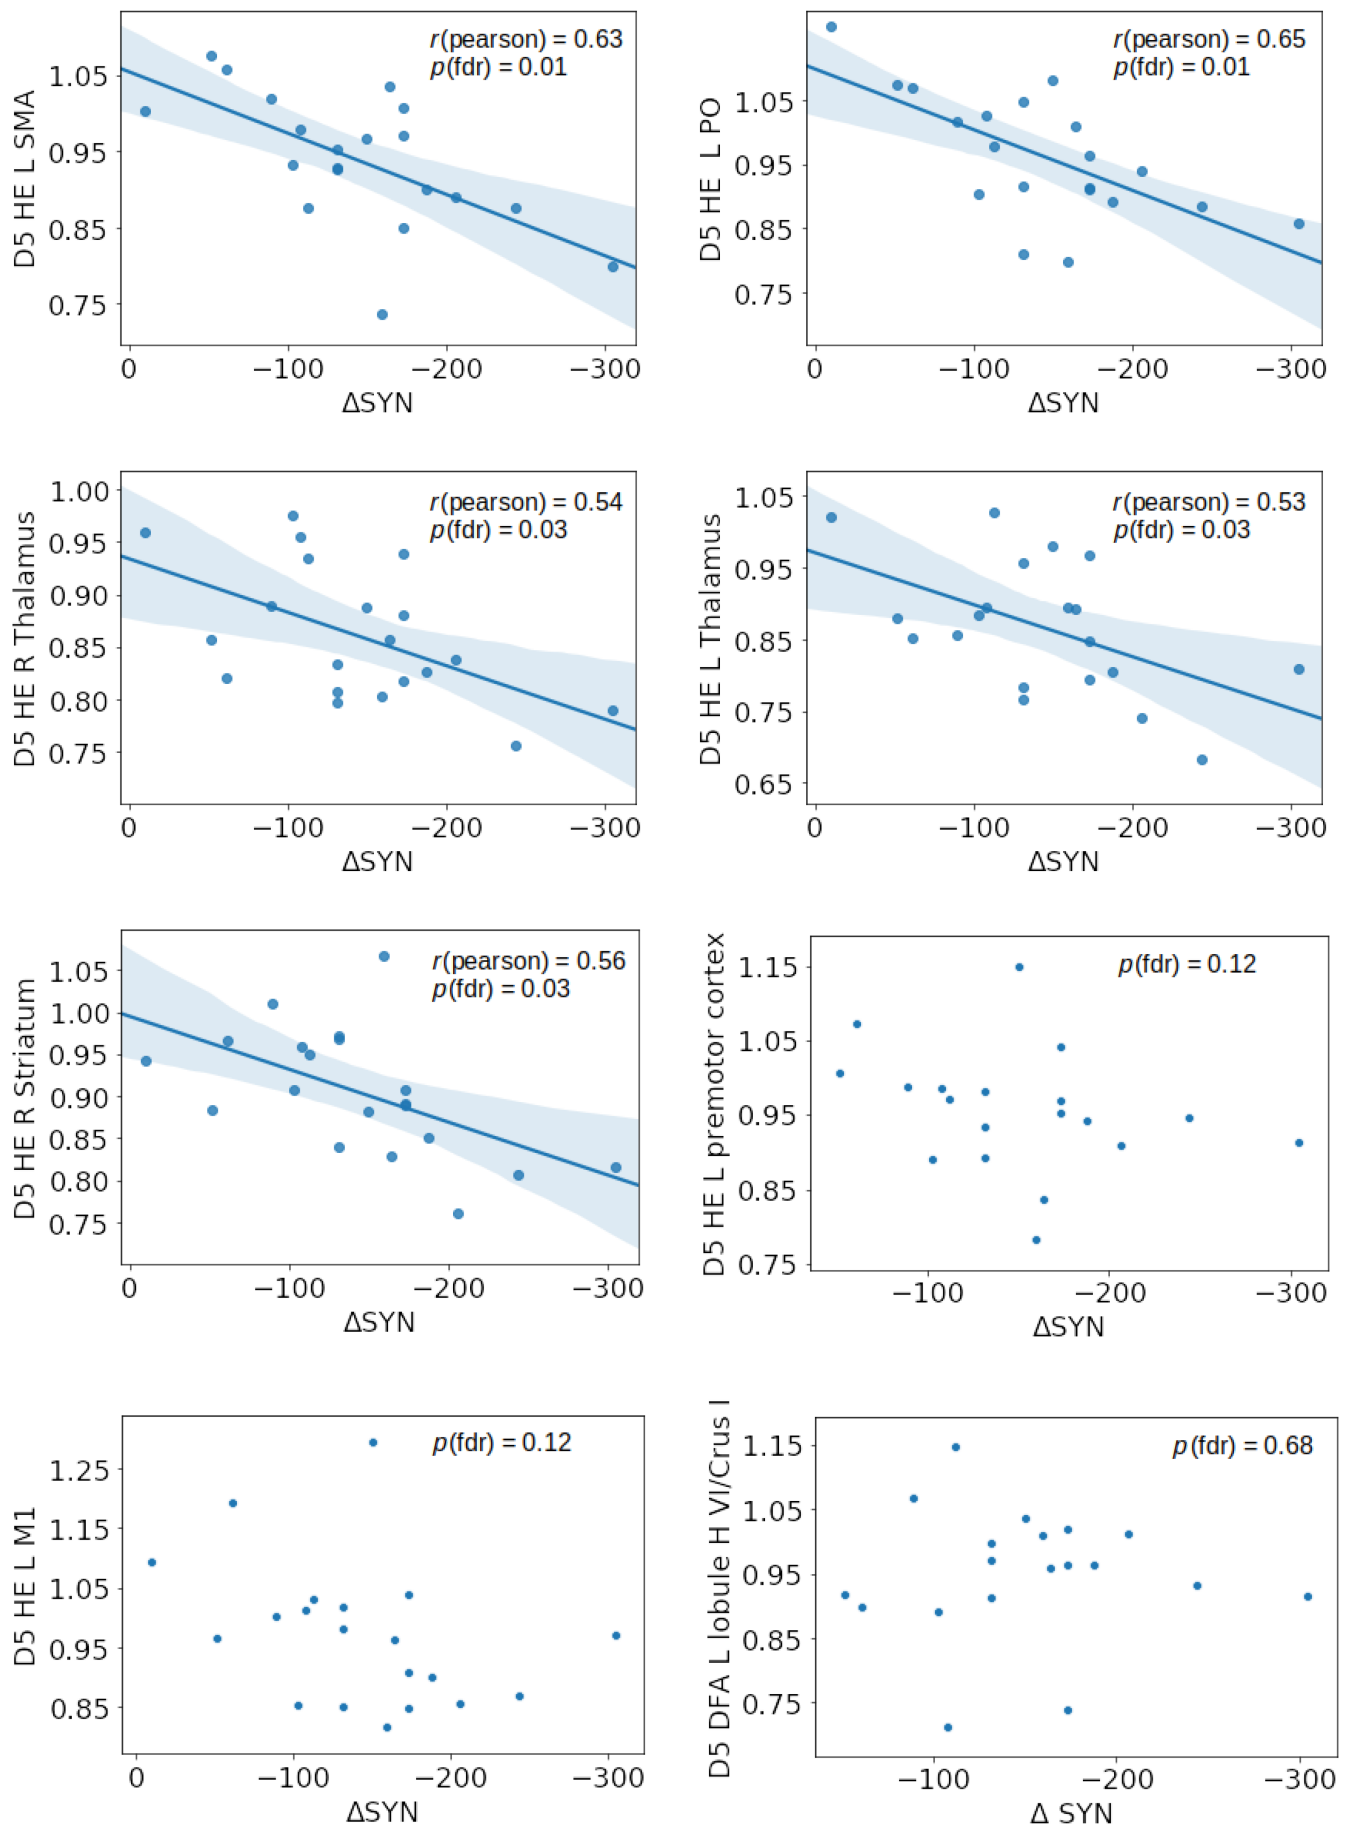 r(pearson) = 0.63
p(fdr) = 0.01
1.05
0.95
0.85
0.75
D5 HE L SMA
0 −100 −200 −300
ΔSYN
r(pearson) = 0.65
p(fdr) = 0.01
1.05
0.95
0.85
0.75
D5 HE L PO
0 −100 −200 −300
ΔSYN
r(pearson) = 0.54
p(fdr) = 0.03
1.00
0.95
0.90
0.85
0.80
0.75
D5 HE R Thalamus
0 −100 −200 −300
ΔSYN
r(pearson) = 0.53
p(fdr) = 0.03
1.05
0.95
0.85
0.75
0.65
D5 HE L Thalamus
0 −100 −200 −300
ΔSYN
r(pearson) = 0.56
p(fdr) = 0.03
1.05
1.00
0.95
0.90
0.85
0.80
0.75
D5 HE R Striatum
0 −100 −200 −300
ΔSYN
p(fdr) = 0.12
1.15
1.05
0.95
0.85
0.75
D5 HE L premotor cortex
−100 −200 −300
ΔSYN
p(fdr) = 0.12
1.25
1.15
1.05
0.95
0.85
D5 HE L M1
0 −100 −200 −300
ΔSYN
p(fdr) = 0.68
1.15
1.05
0.95
0.85
0.75
D5 DFA L lobule H VI/Crus I
−100 −200 −300
Δ SYN